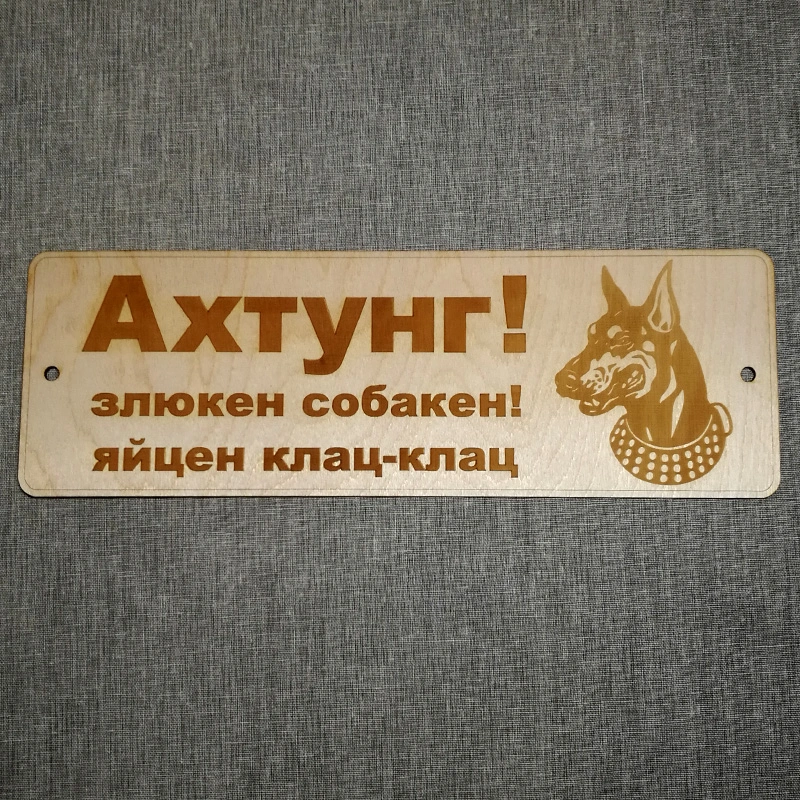 Ахтунг!
злюкен собакен!
яйцен клац-клац